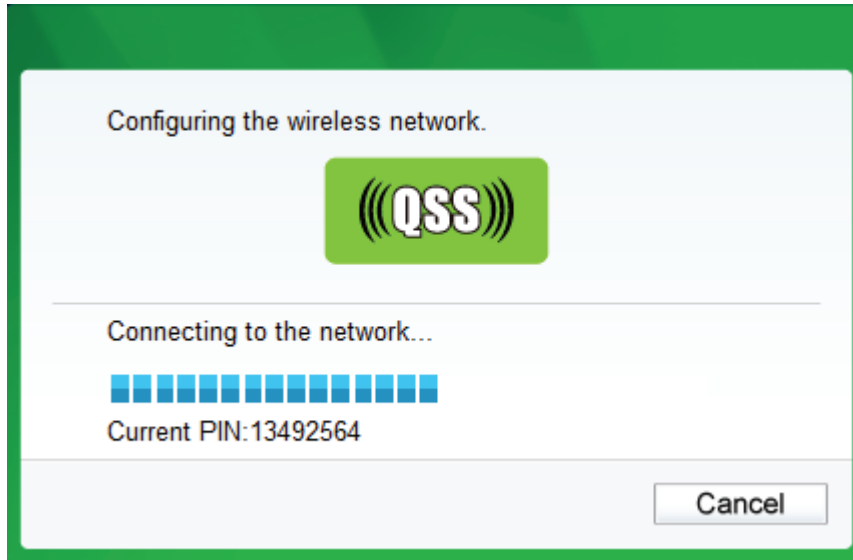 Configuring the wireless network.
(((QSS)))
Connecting to the network...
Current PIN:13492564
Cancel